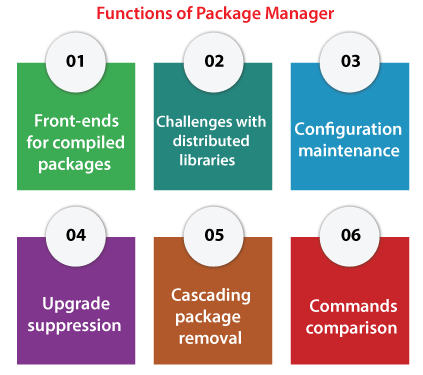 Functions of Package Manager
01
Front-ends
for compiled
packages
02
Challenges with
distributed
libraries
03
Configuration
maintenance
04
Upgrade
suppression
05
Cascading
package
removal
06
Commands
comparison